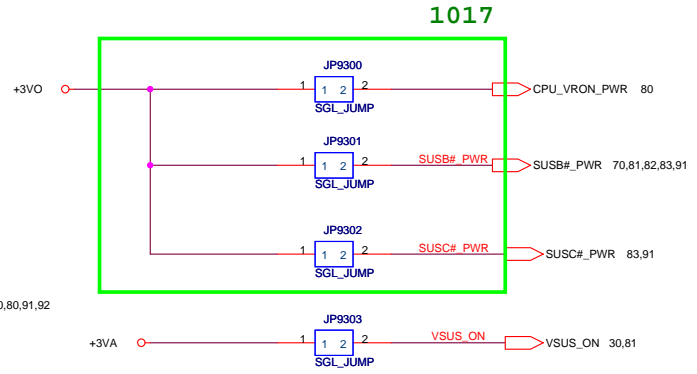 1017
JP9300
+3VO 1 1 2 2 CPU_VRON_PWR 80
SGL_JUMP
JP9301
1 1 2 2 SUSB#_PWR SUSB#_PWR 70,81,82,83,91
SGL_JUMP
JP9302
1 1 2 2 SUSC#_PWR SUSC#_PWR 83,91
SGL_JUMP
0,80,91,92
JP9303
+3VA 1 1 2 2 VSUS_ON VSUS_ON 30,81
SGL_JUMP